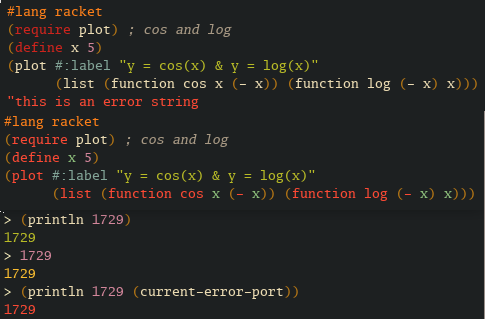 #lang racket
(require plot) ; cos and log
(define x 5)
(plot #:label "y = cos(x) & y = log(x)"
      (list (function cos x (- x)) (function log (- x) x)))
"this is an error string
#lang racket
(require plot) ; cos and log
(define x 5)
(plot #:label "y = cos(x) & y = log(x)"
      (list (function cos x (- x)) (function log (- x) x)))
> (println 1729)
1729
> 1729
1729
> (println 1729 (current-error-port))
1729